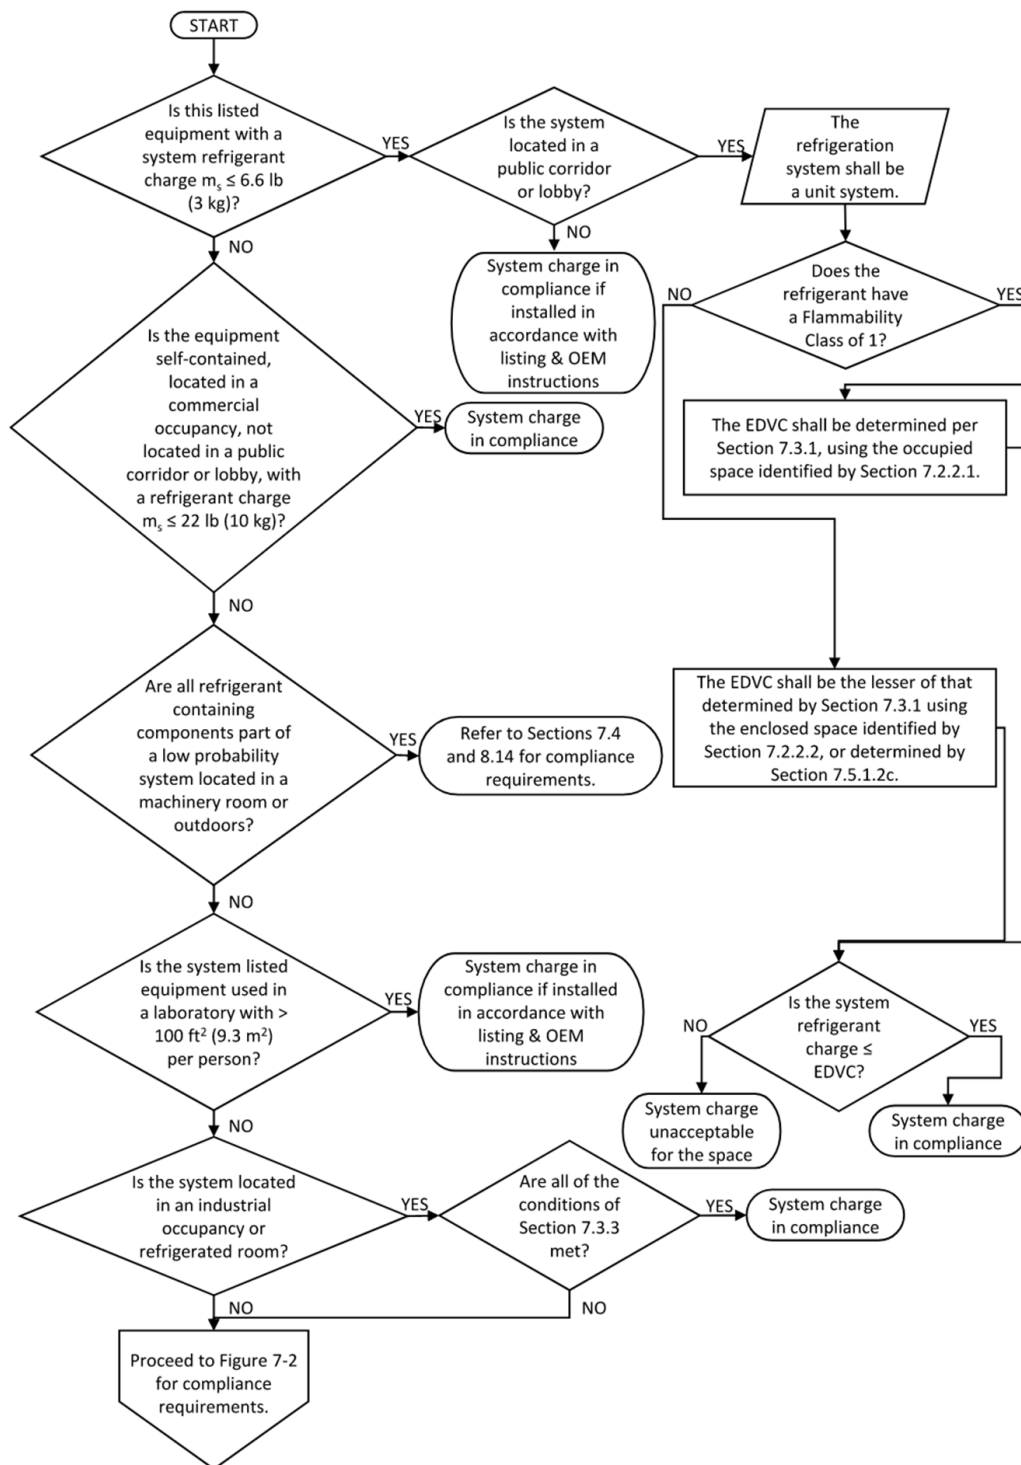 START
Is this listed
equipment with a
system refrigerant
charge mₛ ≤ 6.6 lb
(3 kg)?
YES
Is the system
located in a
public corridor
or lobby?
YES
The
refrigeration
system shall be
a unit system.
NO
NO
System charge in
compliance if
installed in
accordance with
listing & OEM
instructions
NO
Does the
refrigerant have
a Flammability
Class of 1?
YES
Is the equipment
self-contained,
located in a
commercial
occupancy, not
located in a public
corridor or lobby, with
a refrigerant charge
mₛ ≤ 22 lb (10 kg)?
YES
System charge
in compliance
The EDVC shall be determined per
Section 7.3.1, using the occupied
space identified by Section 7.2.2.1.
NO
Are all refrigerant
containing
components part of
a low probability
system located in a
machinery room or
outdoors?
YES
Refer to Sections 7.4
and 8.14 for compliance
requirements.
The EDVC shall be the lesser of that
determined by Section 7.3.1 using
the enclosed space identified by
Section 7.2.2.2, or determined by
Section 7.5.1.2c.
NO
Is the system listed
equipment used in
a laboratory with >
100 ft² (9.3 m²)
per person?
YES
System charge in
compliance if installed
in accordance with
listing & OEM
instructions
NO
Is the system
refrigerant
charge ≤
EDVC?
YES
System charge
unacceptable
for the space
System charge
in compliance
NO
Is the system located
in an industrial
occupancy or
refrigerated room?
YES
Are all of the
conditions of
Section 7.3.3
met?
YES
System charge
in compliance
NO
NO
Proceed to Figure 7-2
for compliance
requirements.